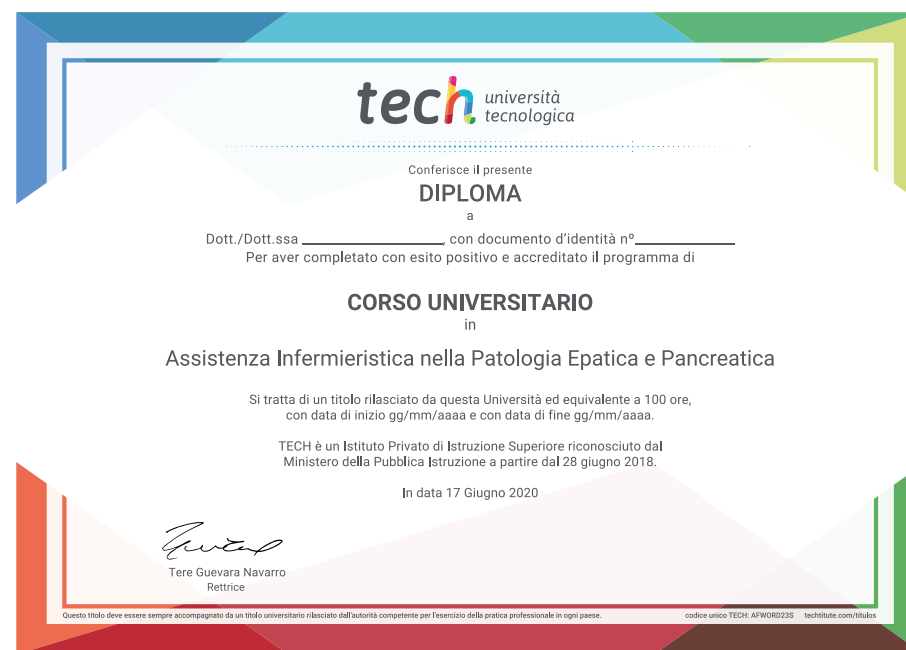 tech università
tecnologica
Conferisce il presente
DIPLOMA
a
Dott./Dott.ssa ____________________, con documento d'identità nº______________
Per aver completato con esito positivo e accreditato il programma di
CORSO UNIVERSITARIO
in
Assistenza Infermieristica nella Patologia Epatica e Pancreatica
Si tratta di un titolo rilasciato da questa Università ed equivalente a 100 ore,
con data di inizio gg/mm/aaaa e con data di fine gg/mm/aaaa.
TECH è un Istituto Privato di Istruzione Superiore riconosciuto dal
Ministero della Pubblica Istruzione a partire dal 28 giugno 2018.
In data 17 Giugno 2020
Tere Guevara Navarro
Rettrice
Questo titolo deve essere sempre accompagnato da un titolo universitario rilasciato dall'autorità competente per l'esercizio della pratica professionale in ogni paese. codice unico TECH: AFWORD23S techtitute.com/titulos